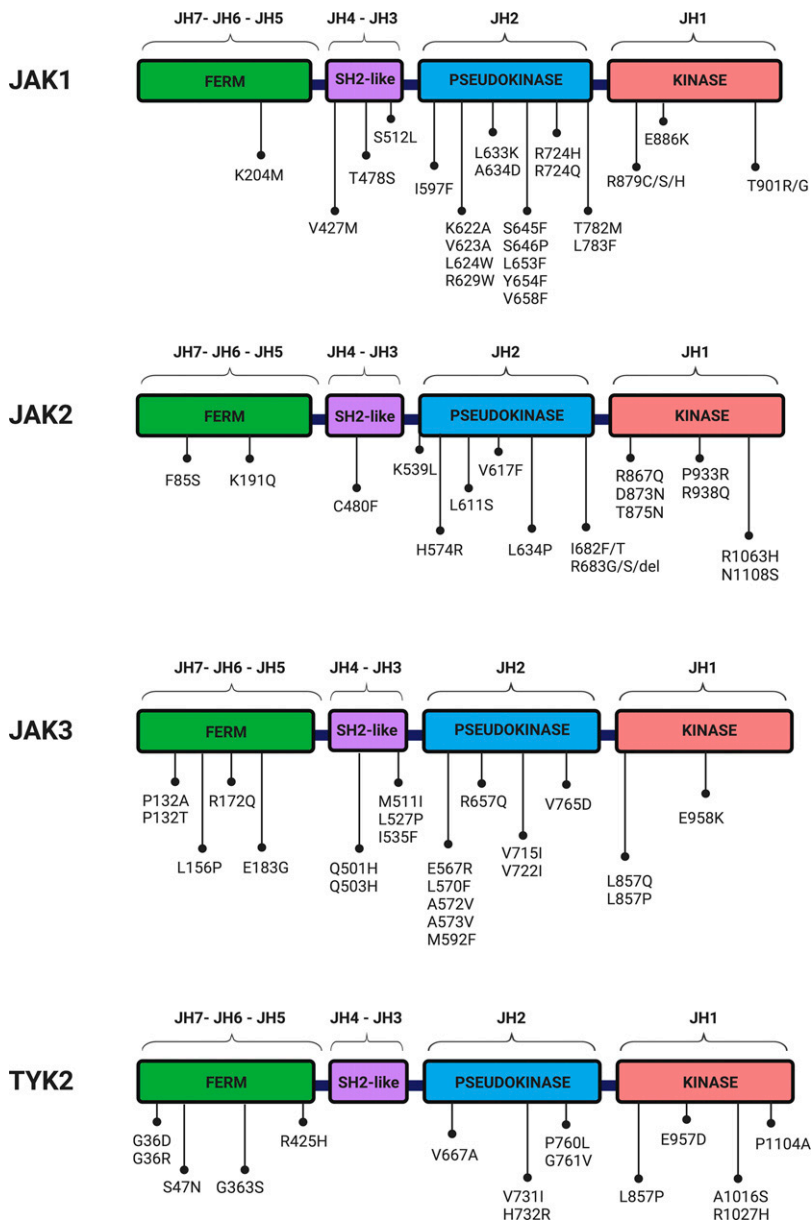 JH7- JH6 - JH5
JH4 - JH3
JH2
JH1
JAK1
FERM
SH2-like
PSEUDOKINASE
KINASE
K204M
V427M
T478S
S512L
I597F
K622A
V623A
L624W
R629W
L633K
A634D
S645F
S646P
L653F
Y654F
V658F
R724H
R724Q
T782M
L783F
R879C/S/H
E886K
T901R/G
JH7- JH6 - JH5
JH4 - JH3
JH2
JH1
JAK2
FERM
SH2-like
PSEUDOKINASE
KINASE
F85S
K191Q
C480F
K539L
H574R
L611S
V617F
L634P
I682F/T
R683G/S/del
R867Q
D873N
T875N
P933R
R938Q
R1063H
N1108S
JH7- JH6 - JH5
JH4 - JH3
JH2
JH1
JAK3
FERM
SH2-like
PSEUDOKINASE
KINASE
P132A
P132T
L156P
R172Q
E183G
Q501H
Q503H
M511I
L527P
I535F
E567R
L570F
A572V
A573V
M592F
R657Q
V715I
V722I
V765D
L857Q
L857P
E958K
JH7- JH6 - JH5
JH4 - JH3
JH2
JH1
TYK2
FERM
SH2-like
PSEUDOKINASE
KINASE
G36D
G36R
S47N
G363S
R425H
V667A
V731I
H732R
P760L
G761V
L857P
E957D
A1016S
R1027H
P1104A